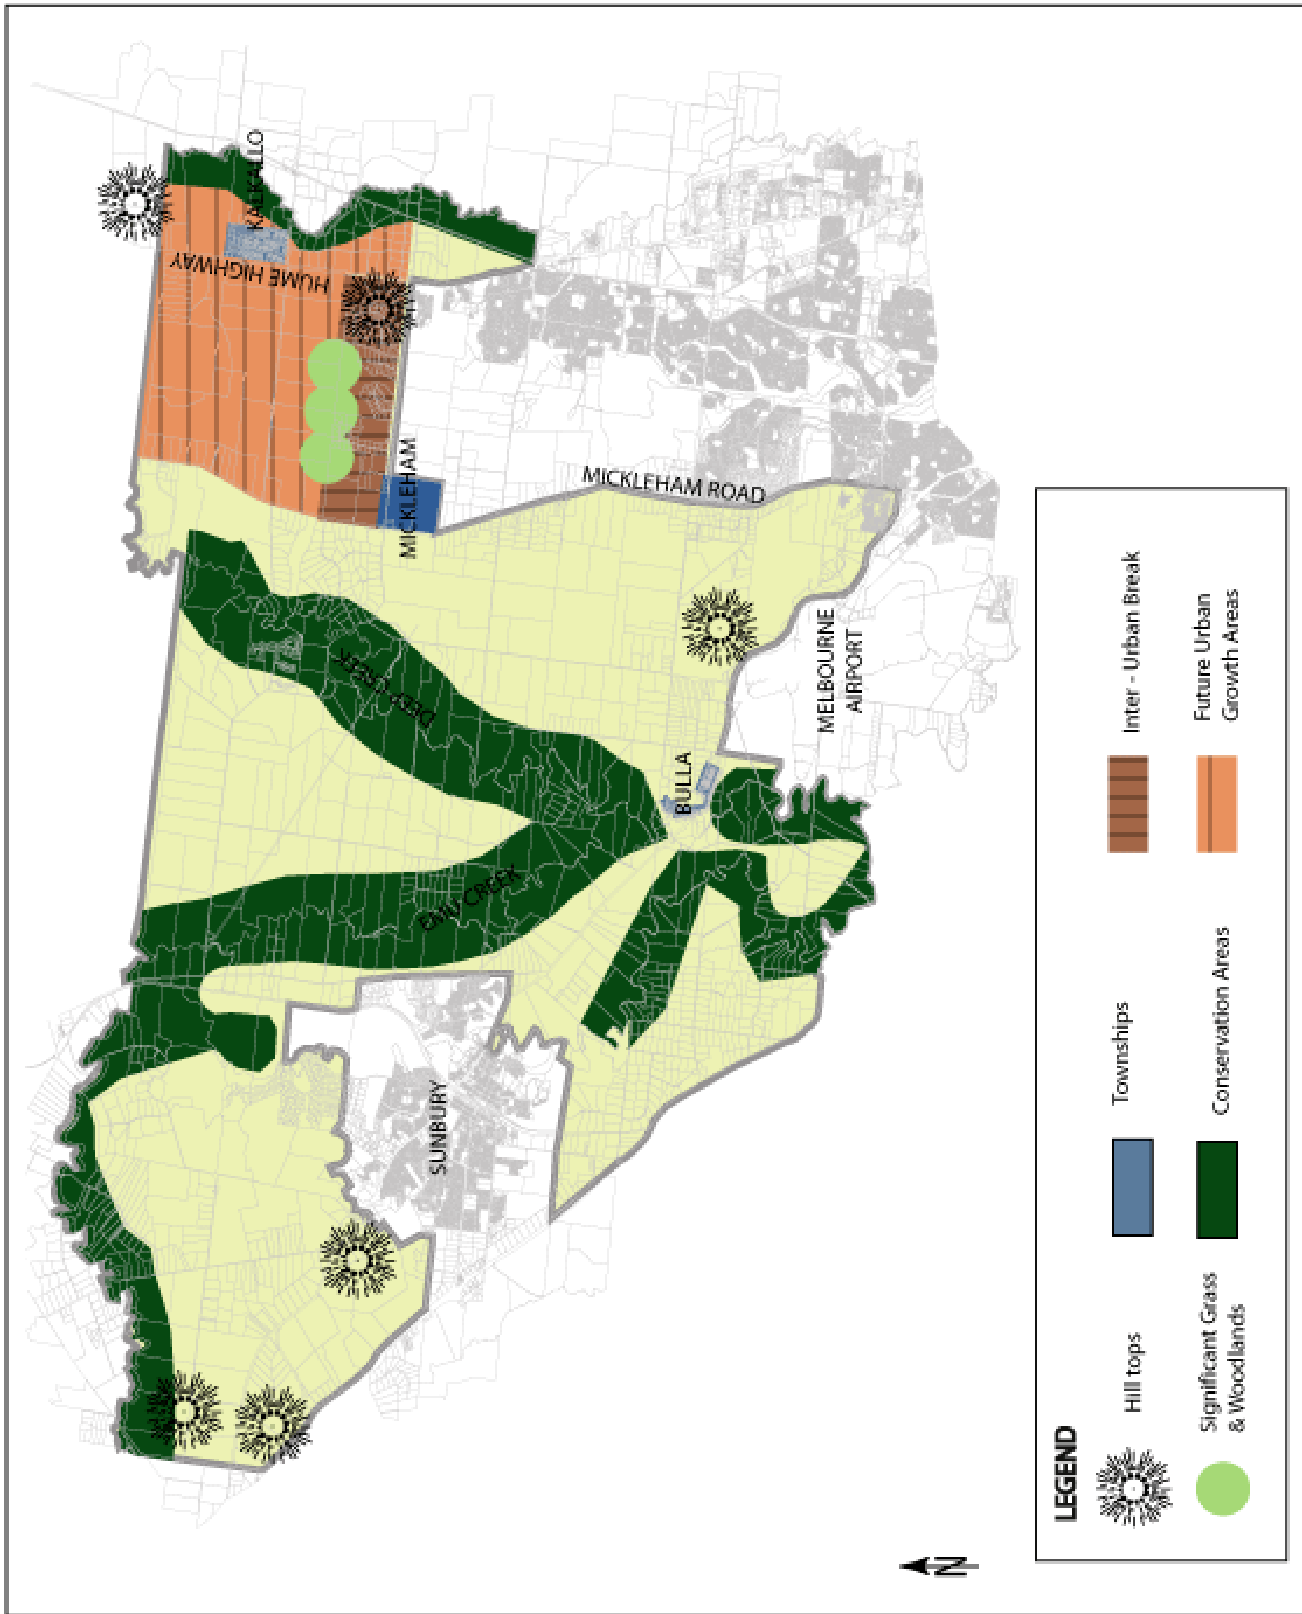 KALKALLO
HUME HIGHWAY
MICKLEHAM
MICKLEHAM ROAD
DEEP CREEK
EMU CREEK
BULLA
MELBOURNE
AIRPORT
SUNBURY
N
LEGEND
Hill tops
Townships
Inter - Urban Break
Significant Grass
& Woodlands
Conservation Areas
Future Urban
Growth Areas